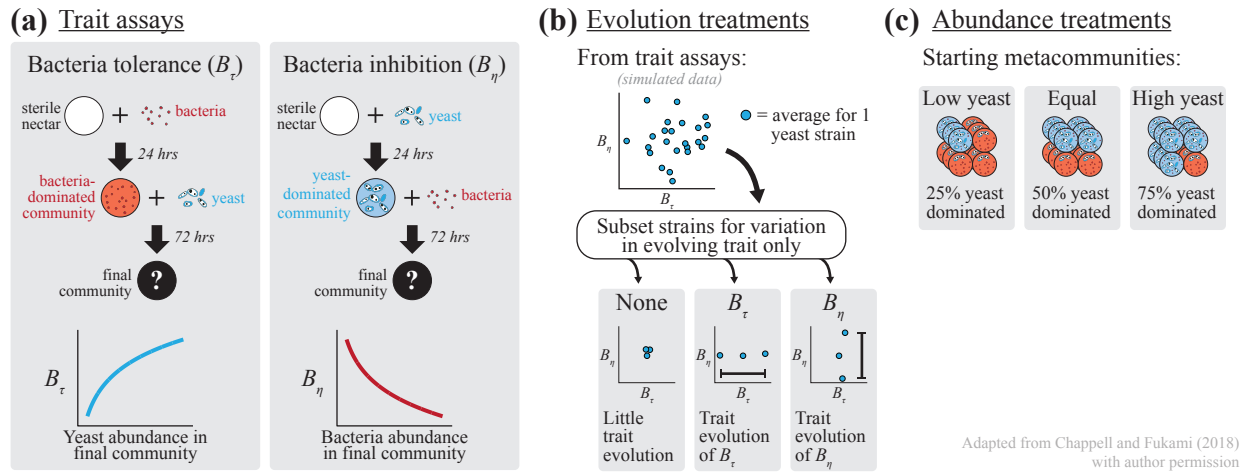 (a) Trait assays
Bacteria tolerance (Bτ)
sterile
nectar
+
bacteria
24 hrs
bacteria-
dominated
community
+
yeast
72 hrs
final
community
?
Bτ
Yeast abundance in
final community
Bacteria inhibition (Bη)
sterile
nectar
+
yeast
24 hrs
yeast-
dominated
community
+
bacteria
72 hrs
final
community
?
Bη
Bacteria abundance
in final community
(b) Evolution treatments
From trait assays:
(simulated data)
Bη
Bτ
= average for 1
yeast strain
Subset strains for variation
in evolving trait only
None
Bη
Bτ
Little
trait
evolution
Bτ
Bη
Bτ
Trait
evolution
of Bτ
Bη
Bη
Bτ
Trait
evolution
of Bη
(c) Abundance treatments
Starting metacommunities:
Low yeast
25% yeast
dominated
Equal
50% yeast
dominated
High yeast
75% yeast
dominated
Adapted from Chappell and Fukami (2018)
with author permission